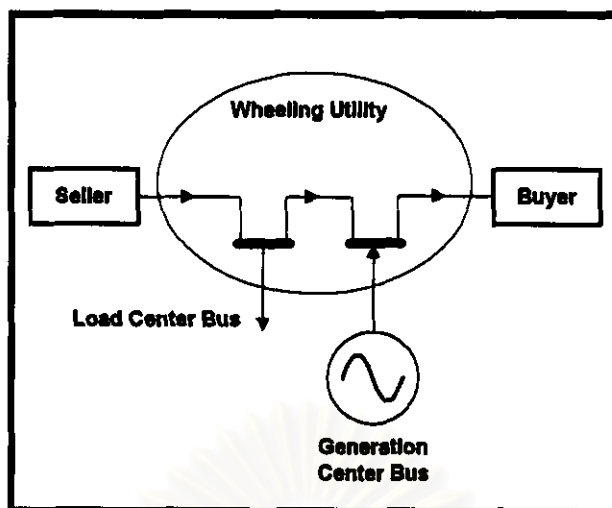 Wheeling Utility
Seller
Buyer
Load Center Bus
Generation
Center Bus